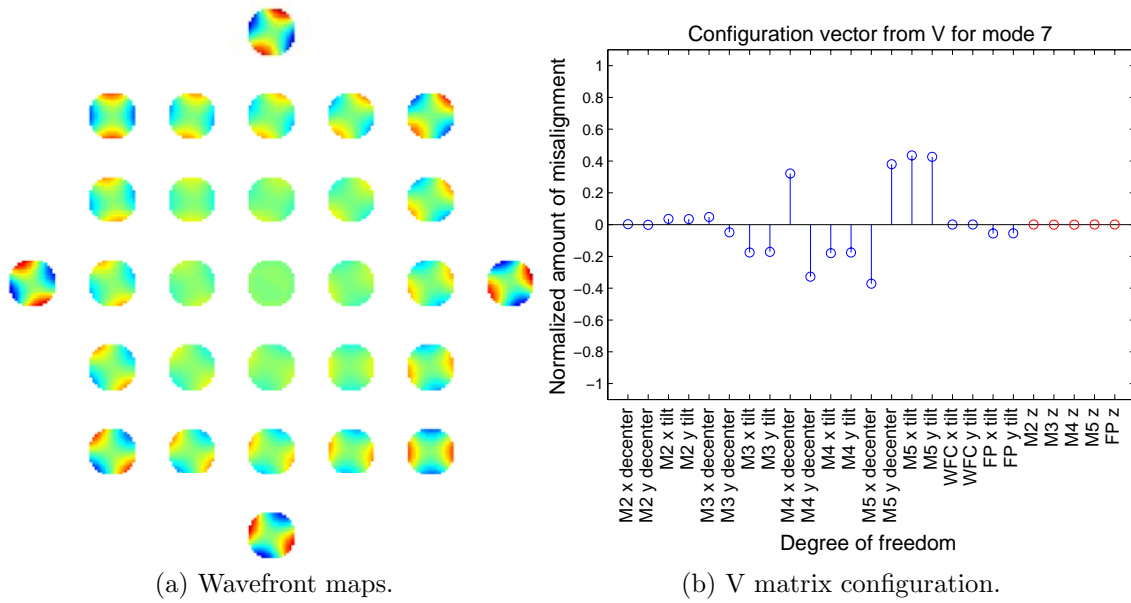 Configuration vector from V for mode 7
Normalized amount of misalignment
1
0.8
0.6
0.4
0.2
0
−0.2
−0.4
−0.6
−0.8
−1
M2 x decenter
M2 y decenter
M2 x tilt
M2 y tilt
M3 x decenter
M3 y decenter
M3 x tilt
M3 y tilt
M4 x decenter
M4 y decenter
M4 x tilt
M4 y tilt
M5 x decenter
M5 y decenter
M5 x tilt
M5 y tilt
WFC x tilt
WFC y tilt
FP x tilt
FP y tilt
M2 z
M3 z
M4 z
M5 z
FP z
Degree of freedom
(a) Wavefront maps.
(b) V matrix configuration.